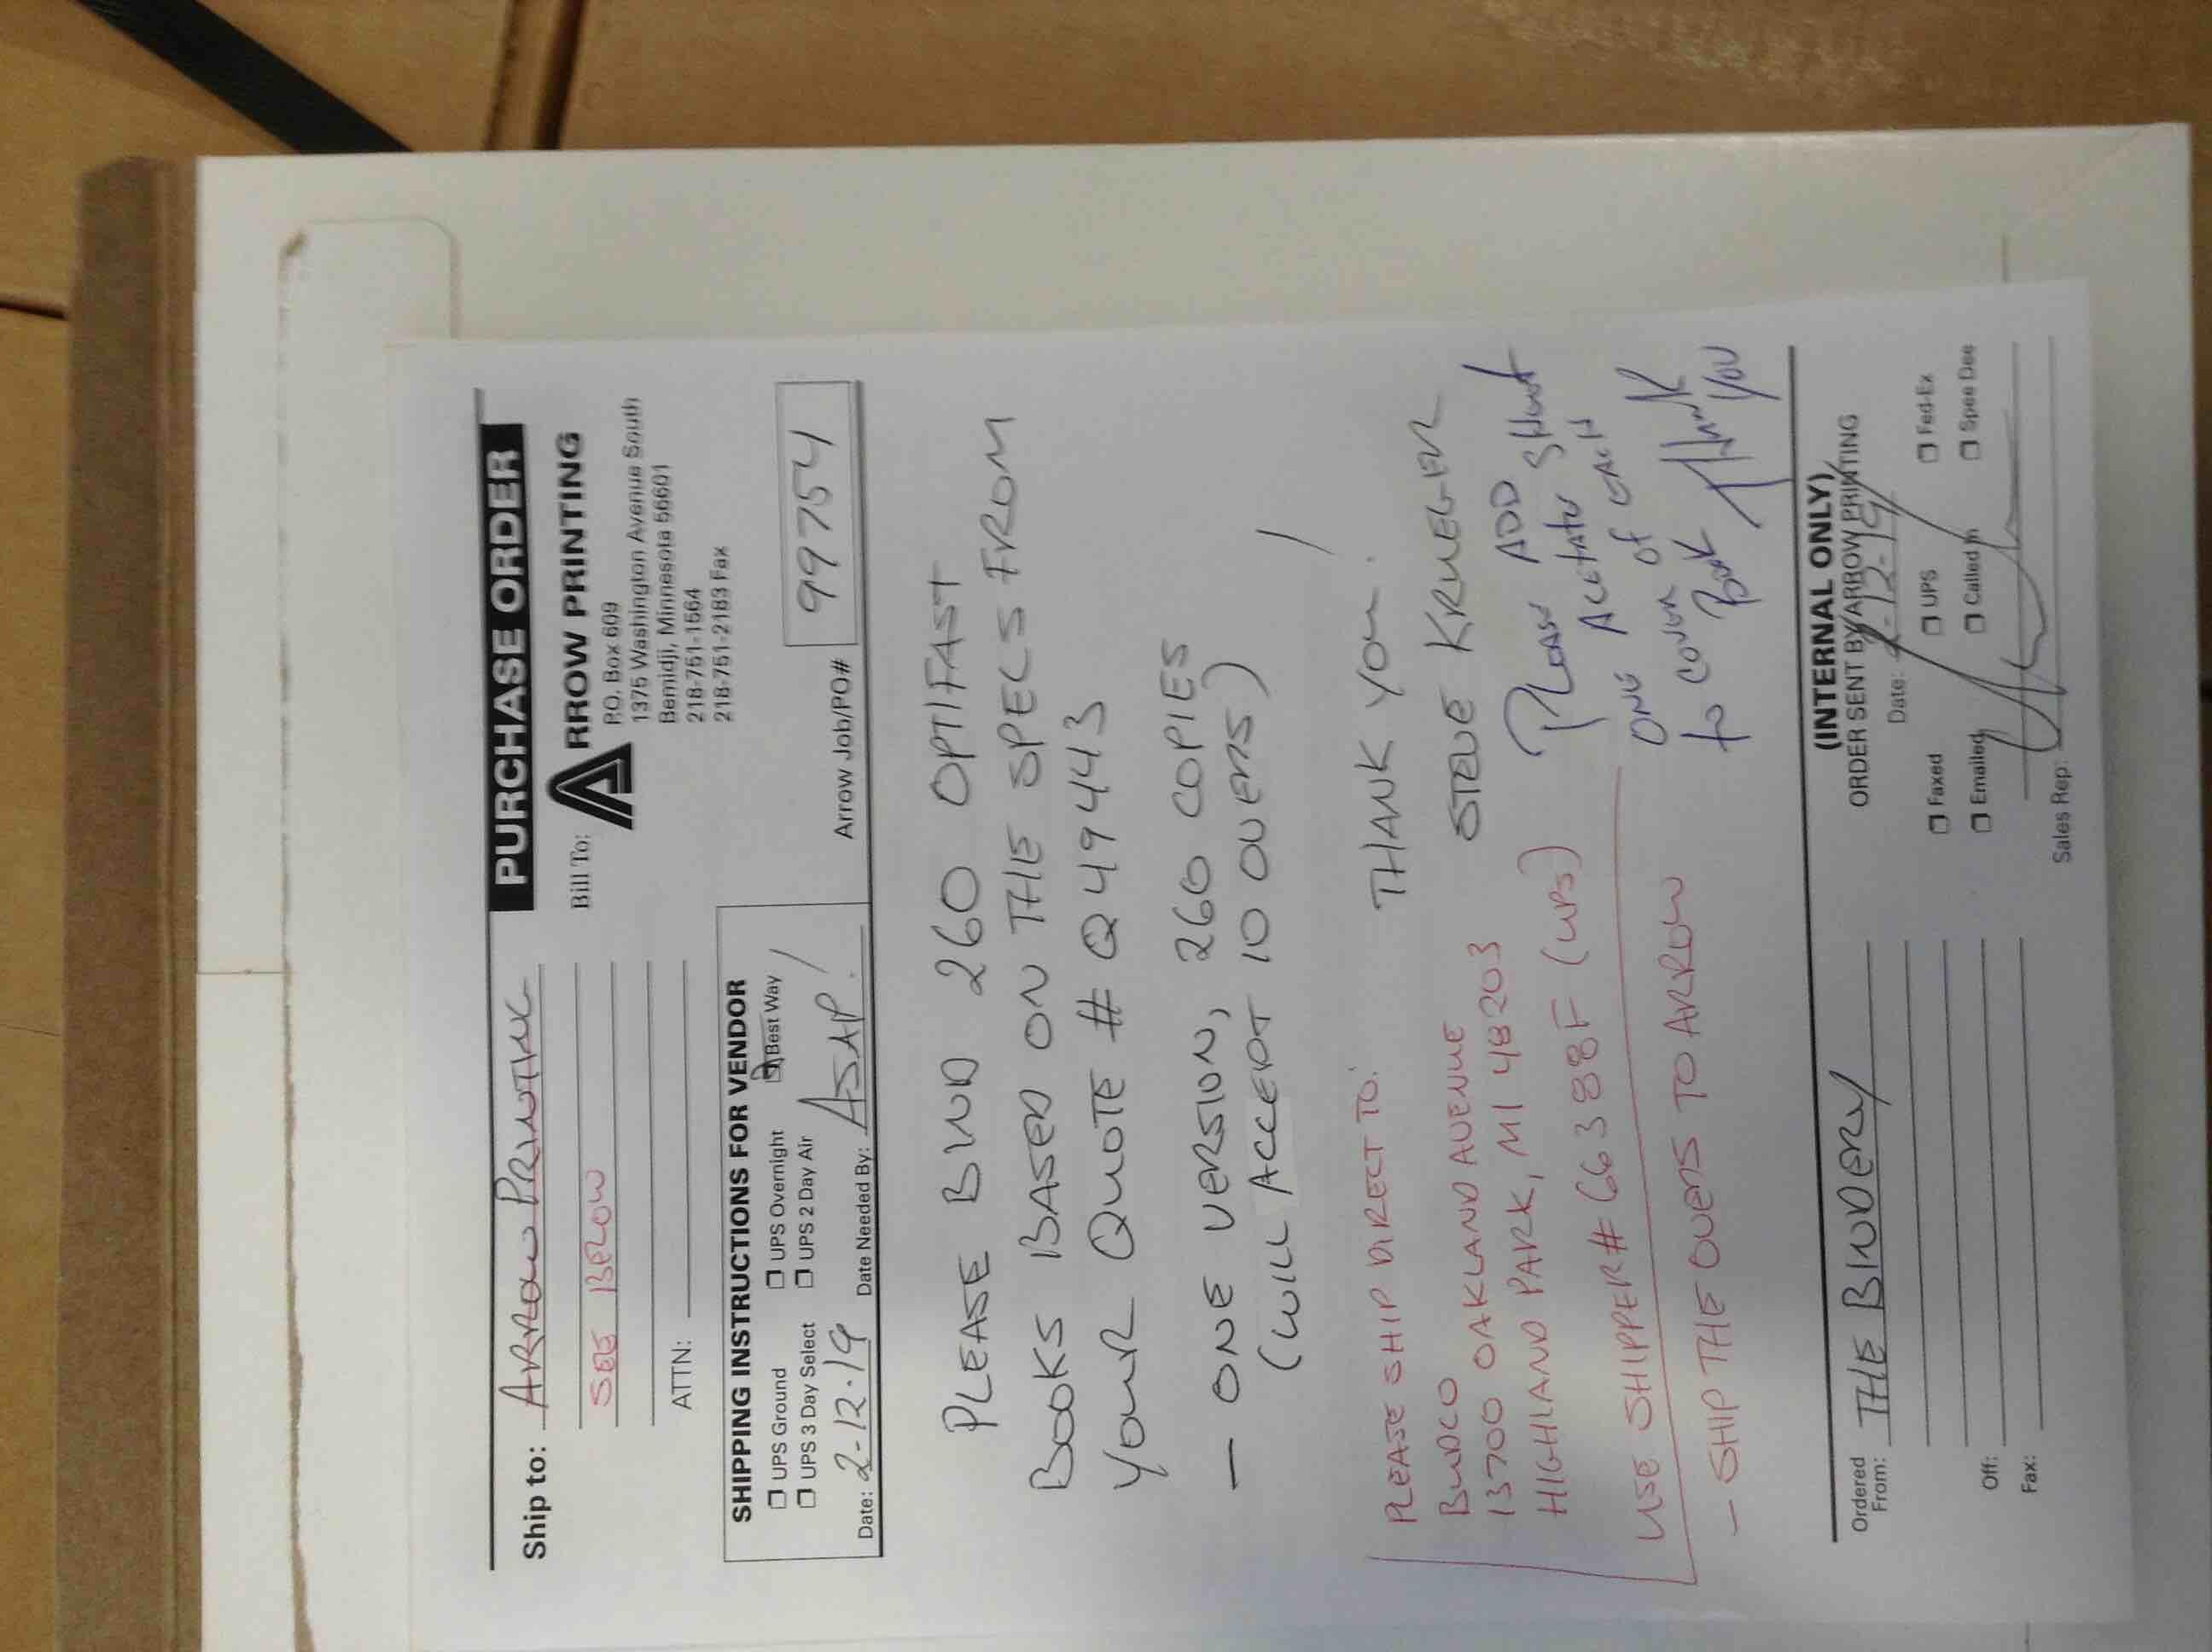 PURCHASE ORDER
Ship to: ARROW PRINTING
SEE BELOW
ATTN:
Bill To:
ARROW PRINTING
P.O. Box 609
1375 Washington Avenue South
Bemidji, Minnesota 56601
218-751-1564
218-751-2183 Fax
SHIPPING INSTRUCTIONS FOR VENDOR
UPS Ground UPS Overnight Best Way
UPS 3 Day Select UPS 2 Day Air
Date: 2-12-19 Date Needed By: ASAP!
Arrow Job/PO# 99754
PLEASE BIND 260 OPTIFAST
BOOKS BASED ON THE SPECS FROM
YOUR QUOTE # Q49443
- ONE VERSION, 260 COPIES
(WILL ACCEPT 10 OVERS)
THANK YOU!
STEVE KRUEGER
PLEASE SHIP DIRECT TO:
BUDCO
13700 OAKLAND AVENUE
HIGHLAND PARK, MI 48203
USE SHIPPER# 66388F (UPS)
- SHIP THE OVERS TO ARROW
Please ADD
Acetate Sheet
ONE of each
to cover of
Book Thank
you
(INTERNAL ONLY)
ORDER SENT BY ARROW PRINTING
Ordered From: THE BINDERY
Off:
Fax:
Date: 2-12-19
Faxed UPS Fed-Ex
Emailed Called In Spee Dee
Sales Rep: